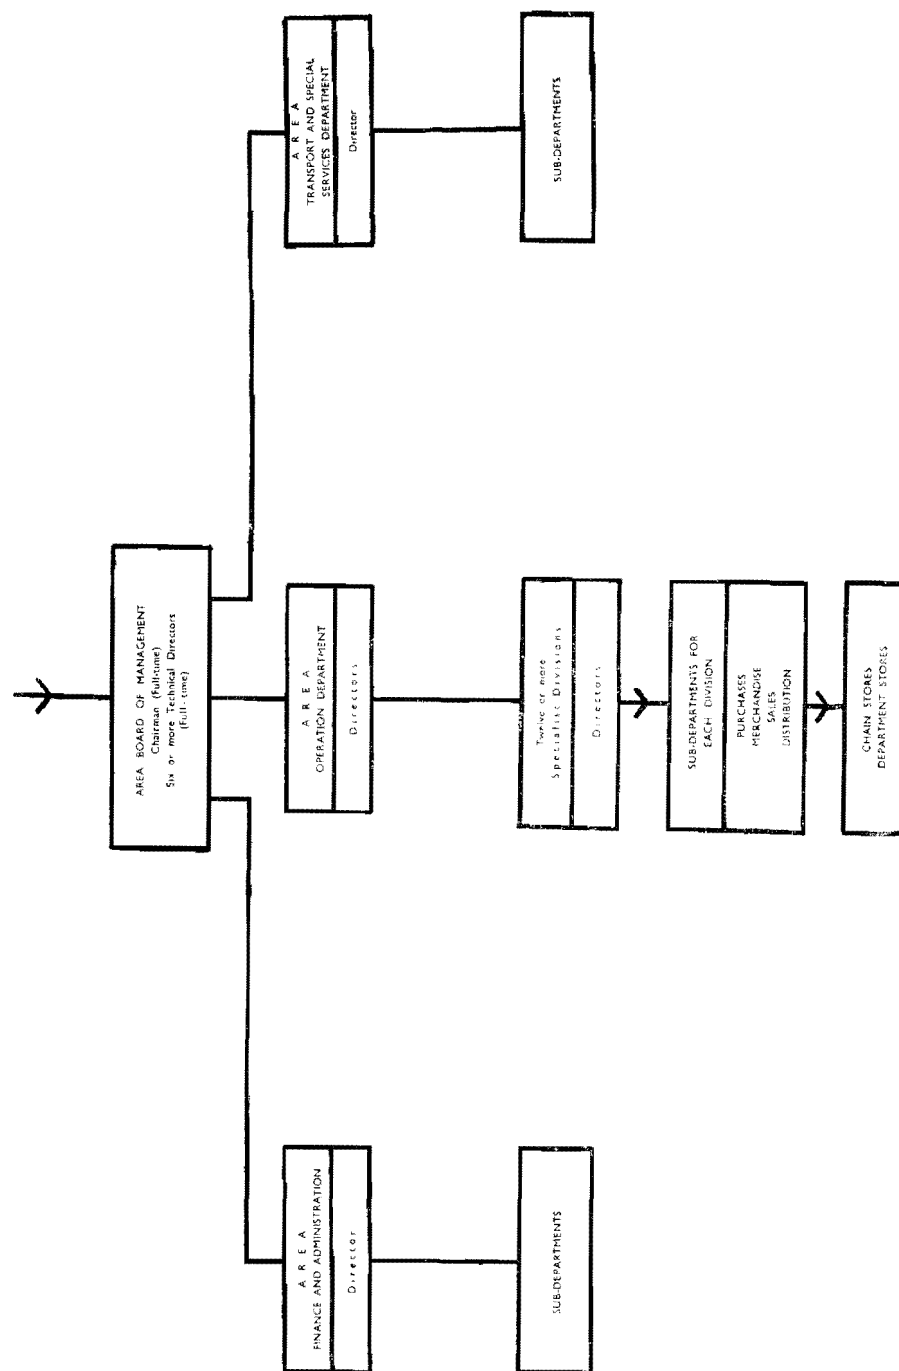 AREA BOARD OF MANAGEMENT
Chairman (Full-time)
Six or more Technical Directors
(Full-time)
A R E A
FINANCE AND ADMINISTRATION
Director
SUB-DEPARTMENTS
A R E A
OPERATION DEPARTMENT
Directors
Twelve or more
Specialist Divisions
Directors
SUB-DEPARTMENTS FOR
EACH DIVISION
PURCHASES
MERCHANDISE
SALES
DISTRIBUTION
CHAIN STORES
DEPARTMENT STORES
A R E A
TRANSPORT AND SPECIAL
SERVICES DEPARTMENT
Director
SUB-DEPARTMENTS